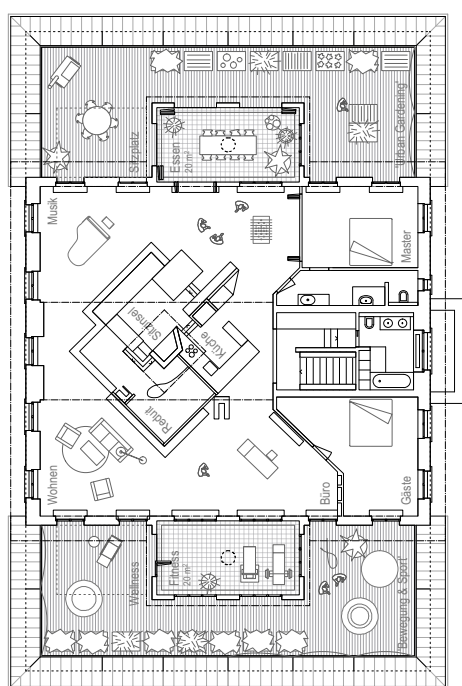 Sitzplatz
Essen
20 m²
'Urban Gardening'
Musik
Master
Sitzinsel
Küche
Reduit
Wohnen
Büro
Gäste
Wellness
Fitness
20 m²
'Bewegung & Sport'